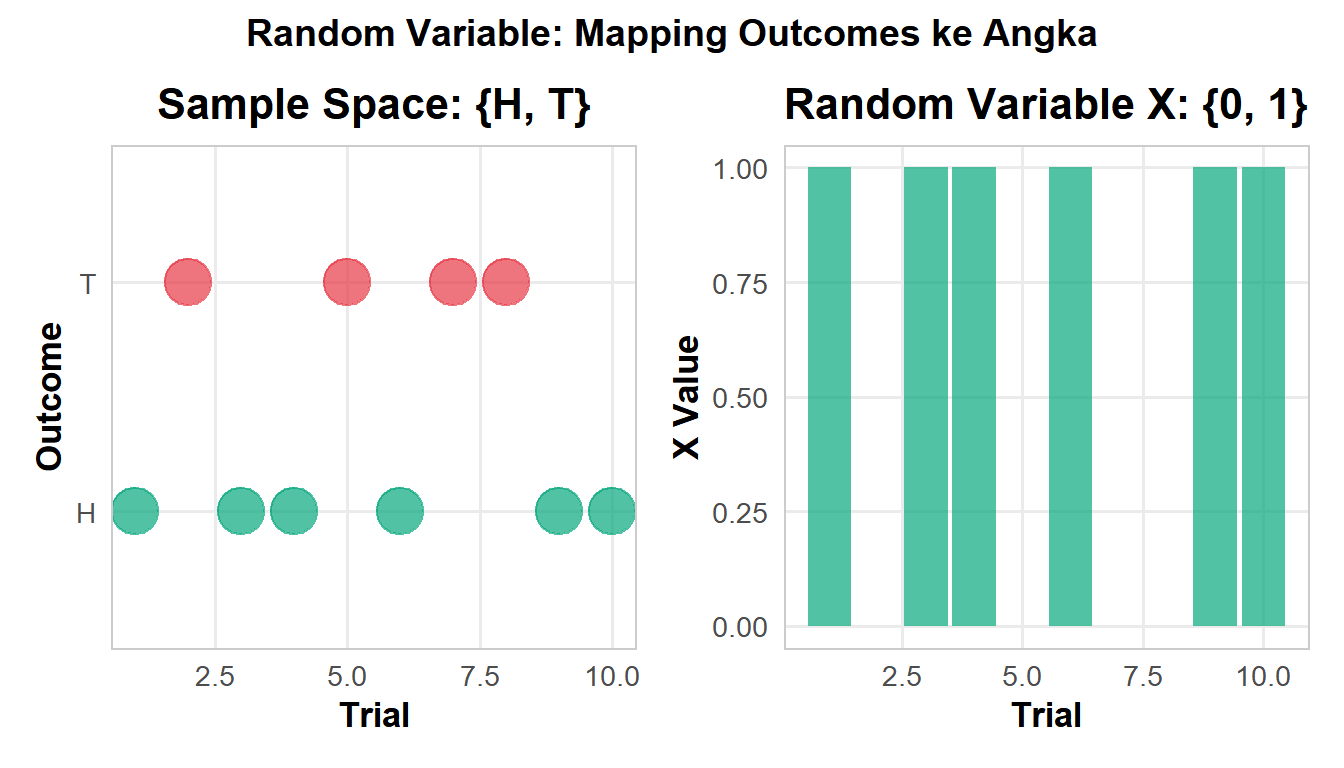 Random Variable: Mapping Outcomes ke Angka
Sample Space: {H, T}
Outcome
T
H
2.5 5.0 7.5 10.0
Trial
Random Variable X: {0, 1}
X Value
1.00
0.75
0.50
0.25
0.00
2.5 5.0 7.5 10.0
Trial